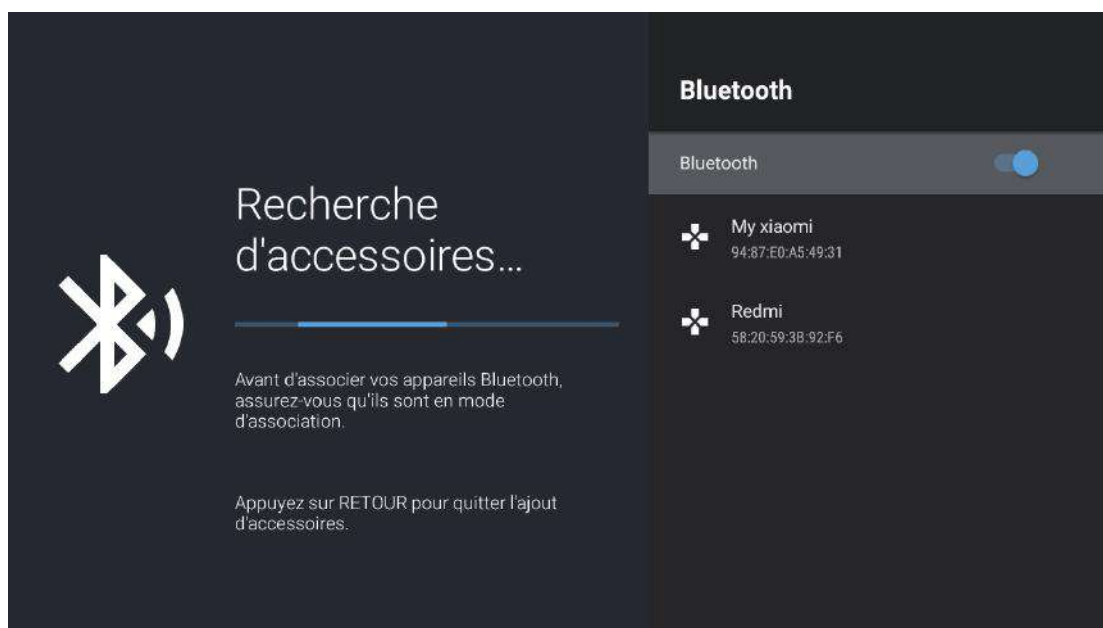 Recherche
d'accessoires...
Avant d'associer vos appareils Bluetooth,
assurez-vous qu'ils sont en mode
d'association.
Appuyez sur RETOUR pour quitter l'ajout
d'accessoires.
Bluetooth
Bluetooth
My xiaomi
94:87:E0:A5:49:31
Redmi
58:20:59:3B:92:F6